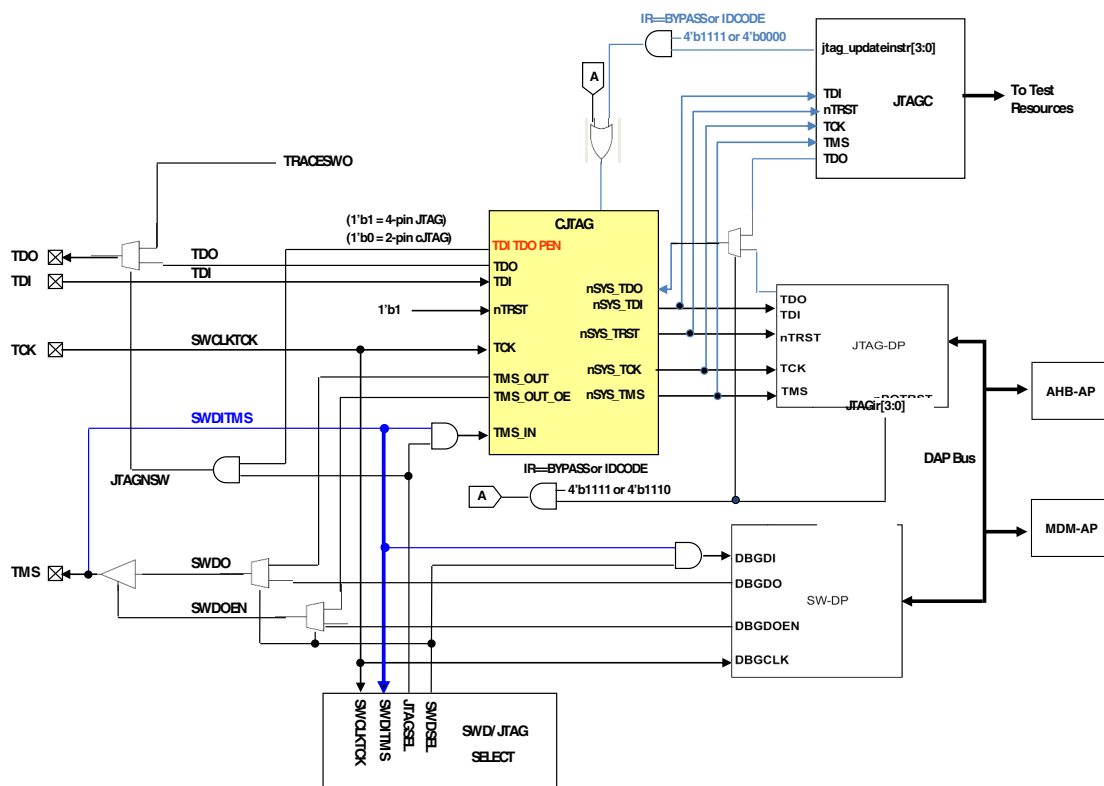 IR==BYPASS or IDCODE
4'b1111 or 4'b0000
jtag_updateinstr[3:0]
A
TDI
nTRST
TCK
TMS
TDO
JTAGC
To Test
Resources
TRACESWO
(1'b1 = 4-pin JTAG)
(1'b0 = 2-pin cJTAG)
CJTAG
TDI TDO PEN
TDO
TDO
TDO
TDI
TDI
TDI
nSYS_TDO
nSYS_TDI
1'b1
nTRST
nSYS_TRST
TCK
SWCLKTCK
TCK
nSYS_TCK
TMS_OUT
TMS_OUT_OE
nSYS_TMS
TMS_IN
TDO
TDI
nTRST
JTAG-DP
TCK
TMS
JTAGir[3:0]
AHB-AP
SWDITMS
JTAGNSW
IR==BYPASS or IDCODE
A
4'b1111 or 4'b1110
DAP Bus
MDM-AP
TMS
SWDO
SWDOEN
DBGDI
DBGDO
SW-DP
DBGDOEN
DBGCLK
SWCLKTCK
SWDITMS
JTAGSEL
SWDSEL
SWD/JTAG
SELECT